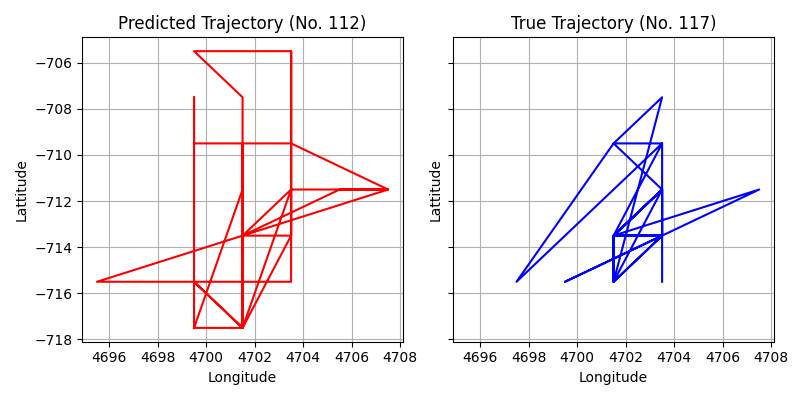 Predicted Trajectory (No. 112)
True Trajectory (No. 117)
Lattitude
−706
−708
−710
−712
−714
−716
−718
4696 4698 4700 4702 4704 4706 4708
Longitude
Lattitude
4696 4698 4700 4702 4704 4706 4708
Longitude